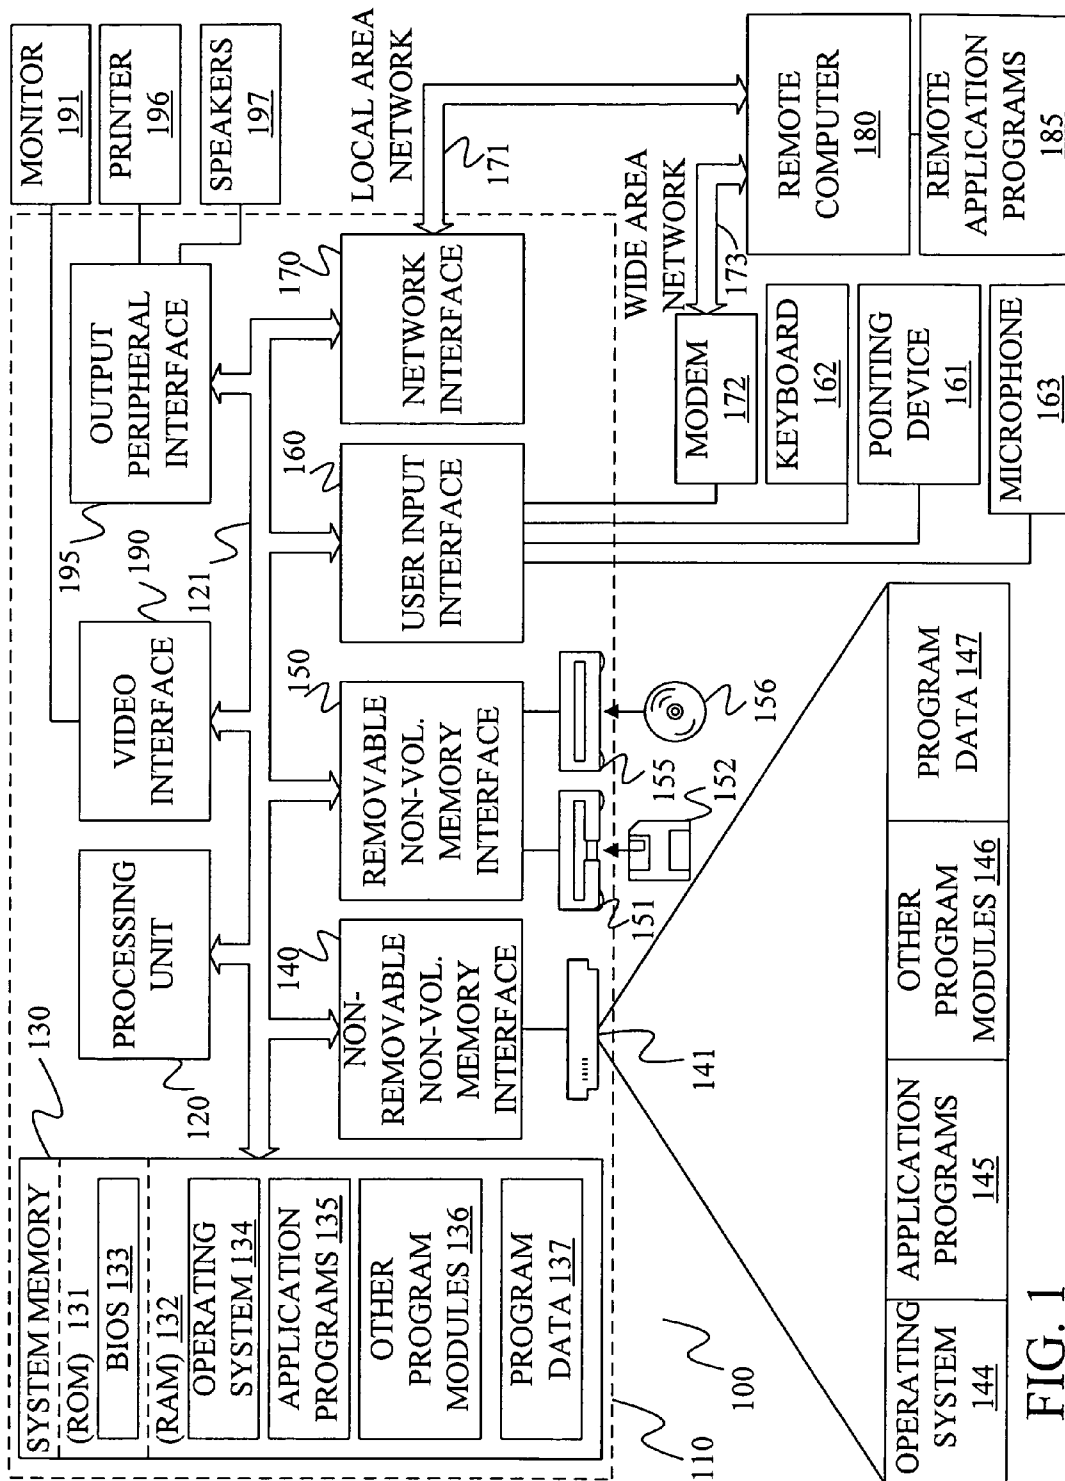 SYSTEM MEMORY
(ROM) 131
BIOS 133
(RAM) 132
OPERATING
SYSTEM 134
APPLICATION
PROGRAMS 135
OTHER
PROGRAM
MODULES 136
PROGRAM
DATA 137
130
PROCESSING
UNIT
120
VIDEO
INTERFACE
190
OUTPUT
PERIPHERAL
INTERFACE
195
121
MONITOR
191
PRINTER
196
SPEAKERS
197
NON-
REMOVABLE
NON-VOL.
MEMORY
INTERFACE
140
REMOVABLE
NON-VOL.
MEMORY
INTERFACE
150
USER INPUT
INTERFACE
160
NETWORK
INTERFACE
170
LOCAL AREA
NETWORK
171
141
151
152
155
156
WIDE AREA
NETWORK
173
MODEM
172
KEYBOARD
162
POINTING
DEVICE
161
MICROPHONE
163
REMOTE
COMPUTER
180
REMOTE
APPLICATION
PROGRAMS
185
110
100
OPERATING
SYSTEM
144
APPLICATION
PROGRAMS
145
OTHER
PROGRAM
MODULES 146
PROGRAM
DATA 147
FIG. 1